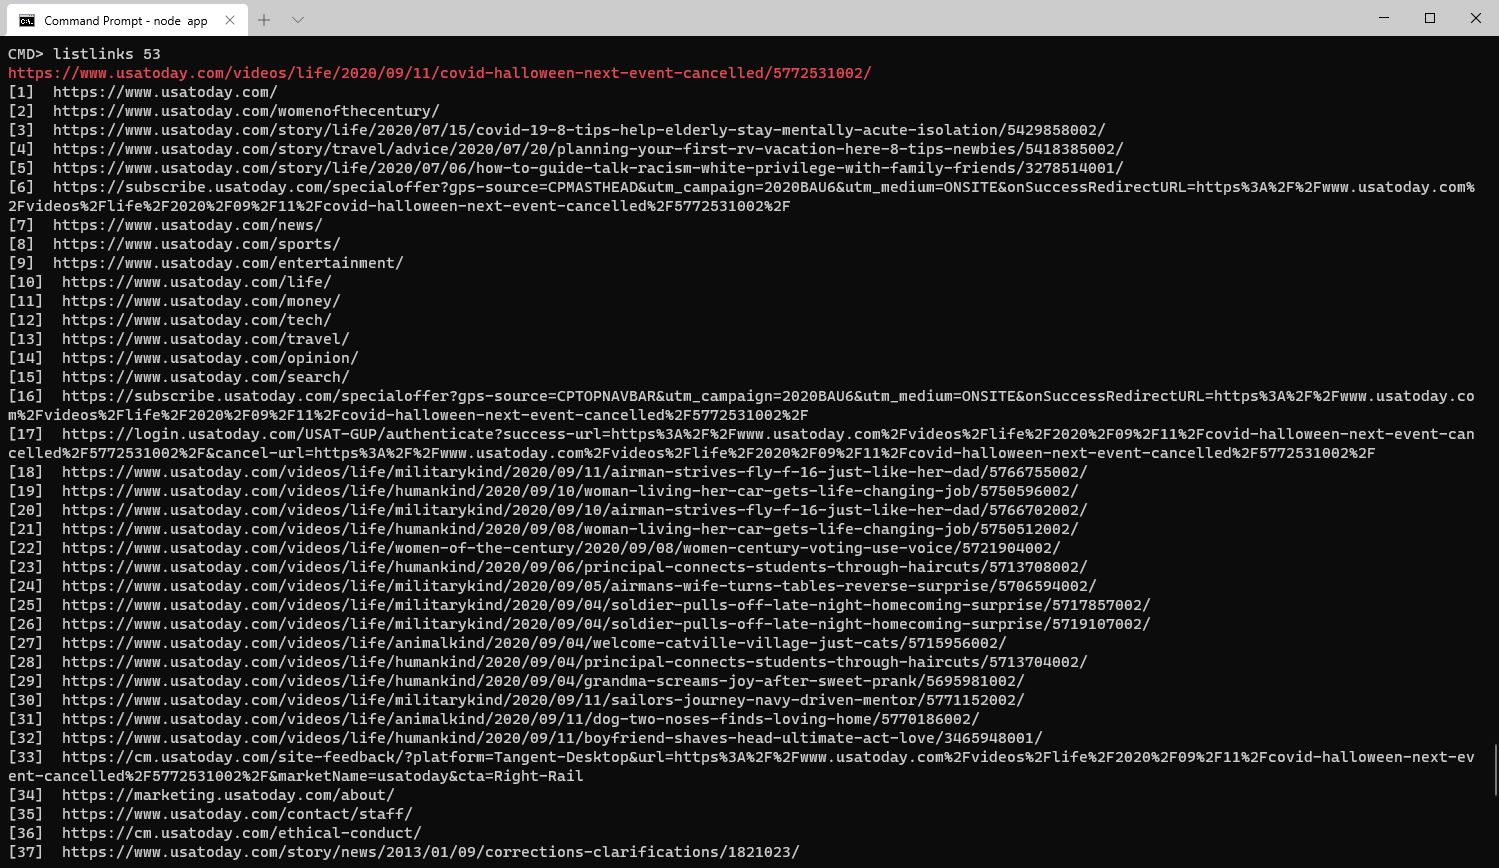 Command Prompt - node  app
CMD> listlinks 53
https://www.usatoday.com/videos/life/2020/09/11/covid-halloween-next-event-cancelled/5772531002/
[1]  https://www.usatoday.com/
[2]  https://www.usatoday.com/womenofthecentury/
[3]  https://www.usatoday.com/story/life/2020/07/15/covid-19-8-tips-help-elderly-stay-mentally-acute-isolation/5429858002/
[4]  https://www.usatoday.com/story/travel/advice/2020/07/20/planning-your-first-rv-vacation-here-8-tips-newbies/5418385002/
[5]  https://www.usatoday.com/story/life/2020/07/06/how-to-guide-talk-racism-white-privilege-with-family-friends/3278514001/
[6]  https://subscribe.usatoday.com/specialoffer?gps-source=CPMASTHEAD&utm_campaign=2020BAU6&utm_medium=ONSITE&onSuccessRedirectURL=https%3A%2F%2Fwww.usatoday.com%
2Fvideos%2Flife%2F2020%2F09%2F11%2Fcovid-halloween-next-event-cancelled%2F5772531002%2F
[7]  https://www.usatoday.com/news/
[8]  https://www.usatoday.com/sports/
[9]  https://www.usatoday.com/entertainment/
[10]  https://www.usatoday.com/life/
[11]  https://www.usatoday.com/money/
[12]  https://www.usatoday.com/tech/
[13]  https://www.usatoday.com/travel/
[14]  https://www.usatoday.com/opinion/
[15]  https://www.usatoday.com/search/
[16]  https://subscribe.usatoday.com/specialoffer?gps-source=CPTOPNAVBAR&utm_campaign=2020BAU6&utm_medium=ONSITE&onSuccessRedirectURL=https%3A%2F%2Fwww.usatoday.co
m%2Fvideos%2Flife%2F2020%2F09%2F11%2Fcovid-halloween-next-event-cancelled%2F5772531002%2F
[17]  https://login.usatoday.com/USAT-GUP/authenticate?success-url=https%3A%2F%2Fwww.usatoday.com%2Fvideos%2Flife%2F2020%2F09%2F11%2Fcovid-halloween-next-event-can
celled%2F5772531002%2F&cancel-url=https%3A%2F%2Fwww.usatoday.com%2Fvideos%2Flife%2F2020%2F09%2F11%2Fcovid-halloween-next-event-cancelled%2F5772531002%2F
[18]  https://www.usatoday.com/videos/life/militarykind/2020/09/11/airman-strives-fly-f-16-just-like-her-dad/5766755002/
[19]  https://www.usatoday.com/videos/life/humankind/2020/09/10/woman-living-her-car-gets-life-changing-job/5750596002/
[20]  https://www.usatoday.com/videos/life/militarykind/2020/09/10/airman-strives-fly-f-16-just-like-her-dad/5766702002/
[21]  https://www.usatoday.com/videos/life/humankind/2020/09/08/woman-living-her-car-gets-life-changing-job/5750512002/
[22]  https://www.usatoday.com/videos/life/women-of-the-century/2020/09/08/women-century-voting-use-voice/5721904002/
[23]  https://www.usatoday.com/videos/life/humankind/2020/09/06/principal-connects-students-through-haircuts/5713708002/
[24]  https://www.usatoday.com/videos/life/militarykind/2020/09/05/airmans-wife-turns-tables-reverse-surprise/5706594002/
[25]  https://www.usatoday.com/videos/life/militarykind/2020/09/04/soldier-pulls-off-late-night-homecoming-surprise/5717857002/
[26]  https://www.usatoday.com/videos/life/militarykind/2020/09/04/soldier-pulls-off-late-night-homecoming-surprise/5719107002/
[27]  https://www.usatoday.com/videos/life/animalkind/2020/09/04/welcome-catville-village-just-cats/5715956002/
[28]  https://www.usatoday.com/videos/life/humankind/2020/09/04/principal-connects-students-through-haircuts/5713704002/
[29]  https://www.usatoday.com/videos/life/humankind/2020/09/04/grandma-screams-joy-after-sweet-prank/5695981002/
[30]  https://www.usatoday.com/videos/life/militarykind/2020/09/11/sailors-journey-navy-driven-mentor/5771152002/
[31]  https://www.usatoday.com/videos/life/animalkind/2020/09/11/dog-two-noses-finds-loving-home/5770186002/
[32]  https://www.usatoday.com/videos/life/humankind/2020/09/11/boyfriend-shaves-head-ultimate-act-love/3465948001/
[33]  https://cm.usatoday.com/site-feedback/?platform=Tangent-Desktop&url=https%3A%2F%2Fwww.usatoday.com%2Fvideos%2Flife%2F2020%2F09%2F11%2Fcovid-halloween-next-ev
ent-cancelled%2F5772531002%2F&marketName=usatoday&cta=Right-Rail
[34]  https://marketing.usatoday.com/about/
[35]  https://www.usatoday.com/contact/staff/
[36]  https://cm.usatoday.com/ethical-conduct/
[37]  https://www.usatoday.com/story/news/2013/01/09/corrections-clarifications/1821023/